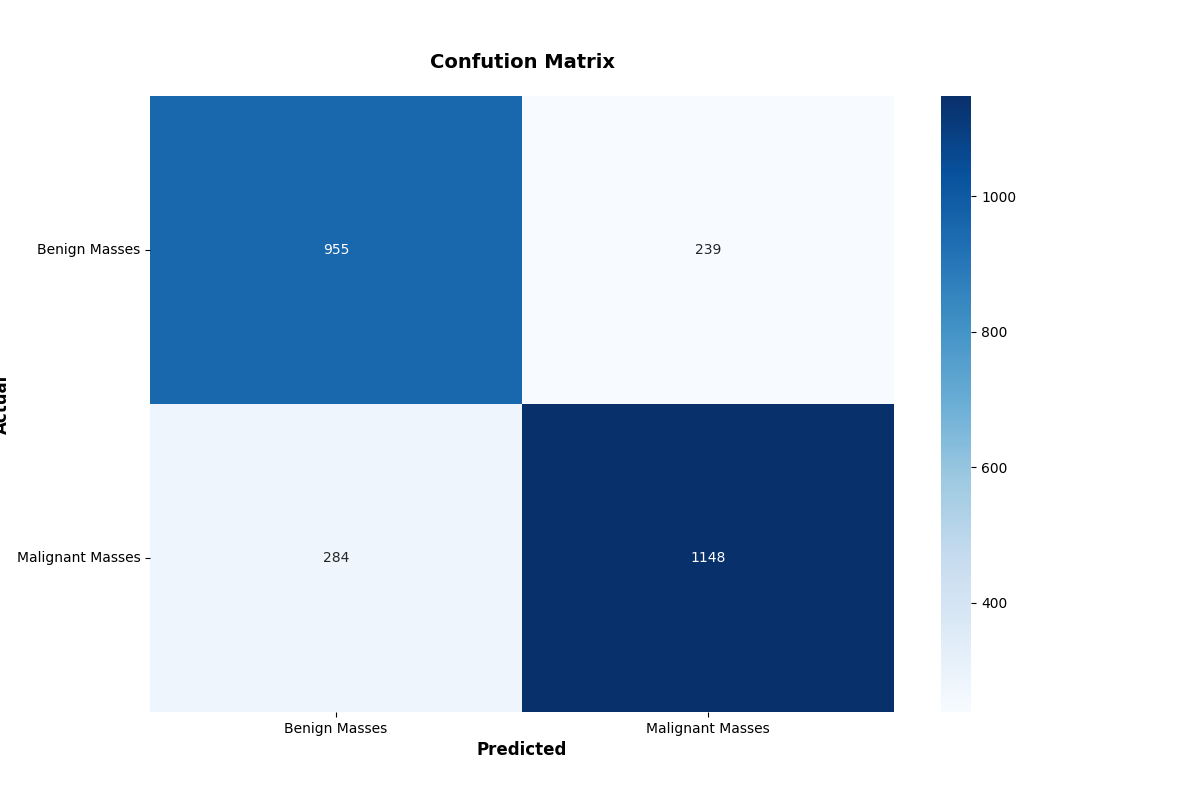 Confution Matrix
Actual
Benign Masses
955
239
Malignant Masses
284
1148
Benign Masses
Malignant Masses
Predicted
1000
800
600
400